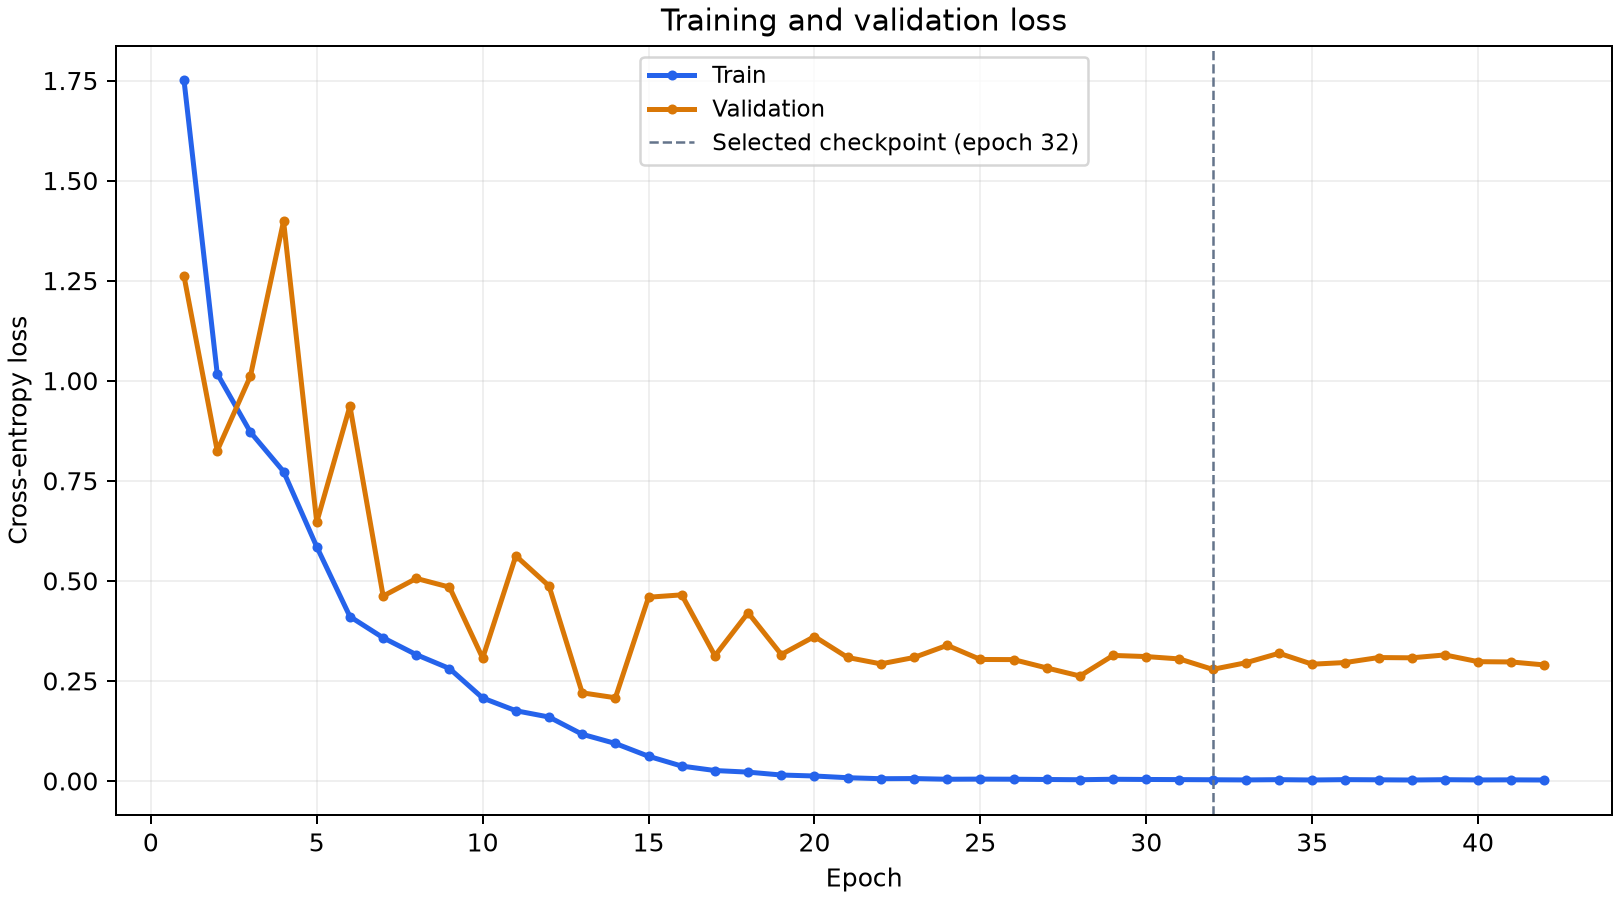 Training and validation loss
Train
Validation
Selected checkpoint (epoch 32)
Cross-entropy loss
1.75
1.50
1.25
1.00
0.75
0.50
0.25
0.00
0 5 10 15 20 25 30 35 40
Epoch